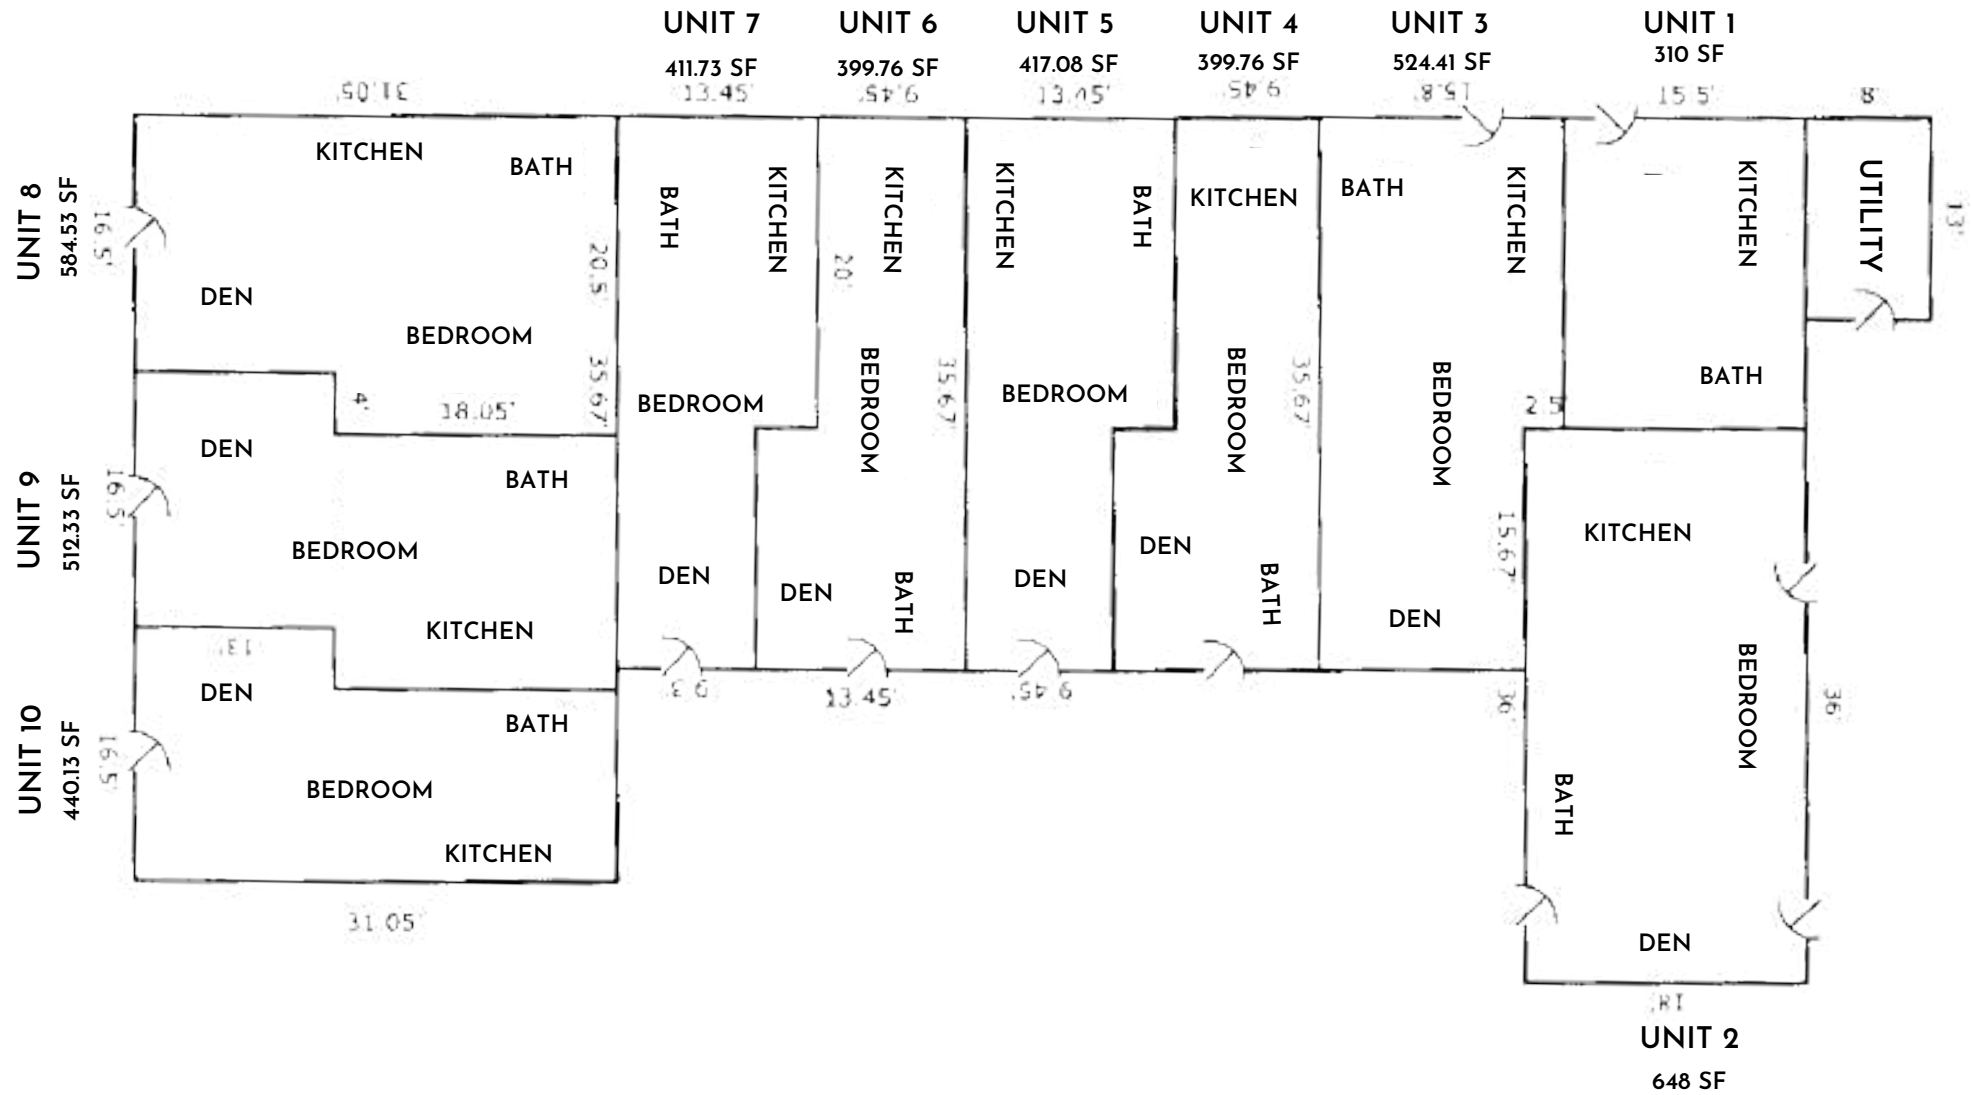 UNIT 7
411.73 SF
13.45'
UNIT 6
399.76 SF
9.45'
UNIT 5
417.08 SF
UNIT 4
399.76 SF
9.45'
UNIT 3
524.41 SF
15.8'
UNIT 1
310 SF
15 5'
8'
31.05'
UNIT 8
584.53 SF
16.5'
KITCHEN
BATH
DEN
BEDROOM
20.5'
35.67'
4'
18.05'
BATH
KITCHEN
BEDROOM
DEN
20'
KITCHEN
BEDROOM
35.67'
DEN
BATH
KITCHEN
BATH
BEDROOM
DEN
KITCHEN
BEDROOM
35.67'
DEN
BATH
BATH
KITCHEN
BEDROOM
2 5'
15.67'
DEN
KITCHEN
BATH
UTILITY
13'
UNIT 9
512.33 SF
16.5'
DEN
BATH
BEDROOM
KITCHEN
13'
UNIT 10
440.13 SF
16.5'
DEN
BATH
BEDROOM
KITCHEN
31.05'
13.45'
9.45'
KITCHEN
BEDROOM
36'
36'
BATH
DEN
18'
UNIT 2
648 SF